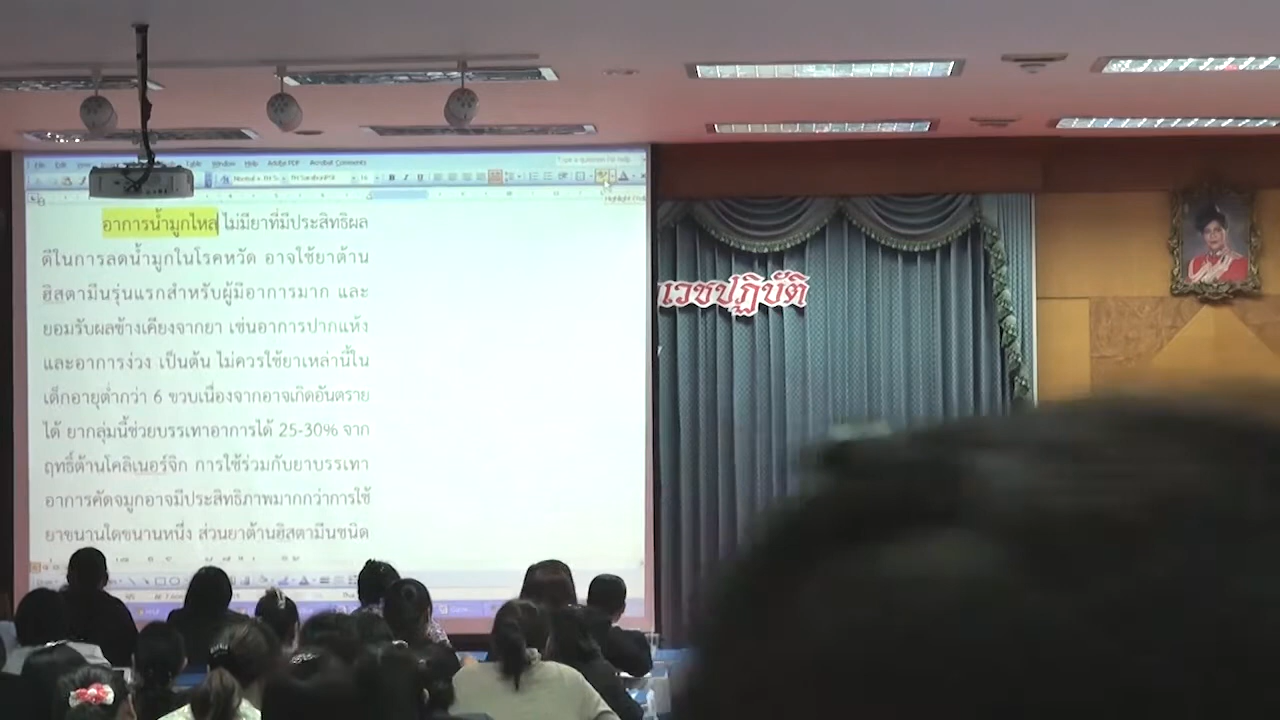 File Edit View Table Window Help Adobe PDF Acrobat Comments
Type a question for help
อาการน้ำมูกไหล ไม่มียาที่มีประสิทธิผล
ดีในการลดน้ำมูกในโรคหวัด อาจใช้ยาต้าน
ฮิสตามีนรุ่นแรกสำหรับผู้มีอาการมาก และ
ยอมรับผลข้างเคียงจากยา เช่นอาการปากแห้ง
และอาการง่วง เป็นต้น ไม่ควรใช้ยาเหล่านี้ใน
เด็กอายุต่ำกว่า 6 ขวบเนื่องจากอาจเกิดอันตราย
ได้ ยากลุ่มนี้ช่วยบรรเทาอาการได้ 25-30% จาก
ฤทธิ์ต้านโคลิเนอร์จิก การใช้ร่วมกับยาบรรเทา
อาการคัดจมูกอาจมีประสิทธิภาพมากกว่าการใช้
ยาขนานใดขนานหนึ่ง ส่วนยาต้านฮิสตามีนชนิด
เวชปฏิบัติ